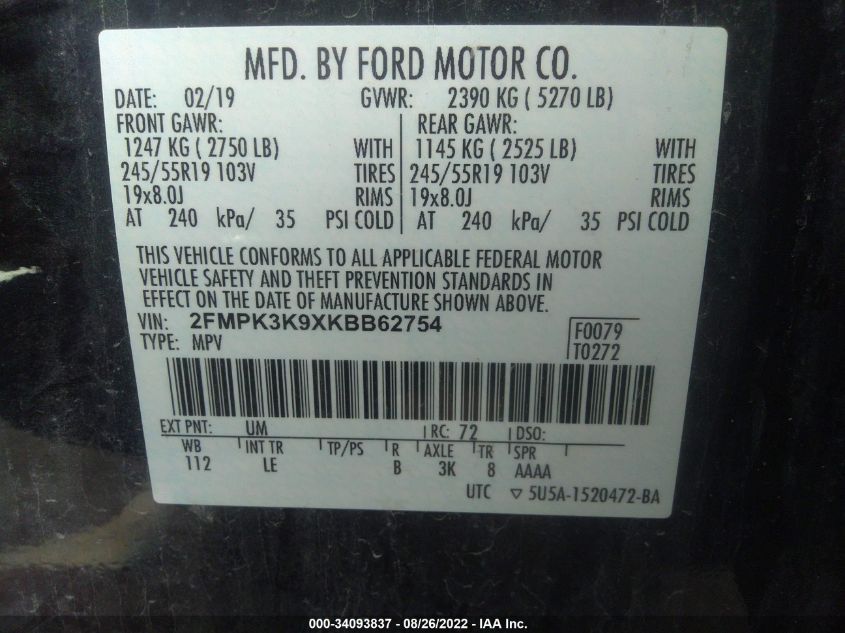 MFD. BY FORD MOTOR CO.
DATE: 02/19 GVWR: 2390 KG ( 5270 LB)
FRONT GAWR: REAR GAWR:
1247 KG ( 2750 LB) WITH 1145 KG ( 2525 LB) WITH
245/55R19 103V TIRES 245/55R19 103V TIRES
19x8.0J RIMS 19x8.0J RIMS
AT 240 kPa/ 35 PSI COLD AT 240 kPa/ 35 PSI COLD
THIS VEHICLE CONFORMS TO ALL APPLICABLE FEDERAL MOTOR
VEHICLE SAFETY AND THEFT PREVENTION STANDARDS IN
EFFECT ON THE DATE OF MANUFACTURE SHOWN ABOVE.
VIN: 2FMPK3K9XKBB62754 F0079
TYPE: MPV T0272
EXT PNT: UM RC: 72 DSO:
WB INT TR TP/PS R AXLE TR SPR
112 LE B 3K 8 AAAA
UTC ▽ 5U5A-1520472-BA
000-34093837 - 08/26/2022 - IAA Inc.